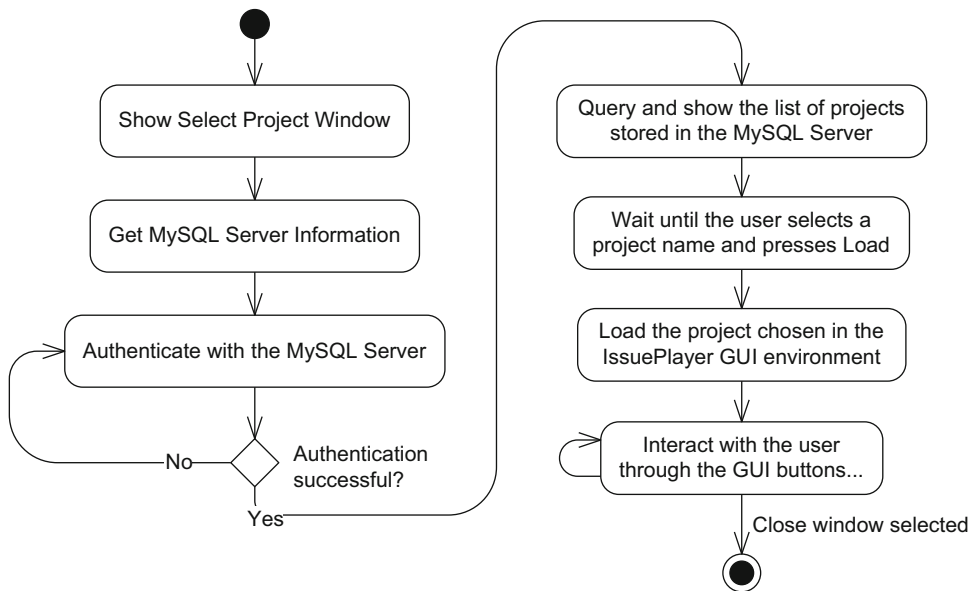 Show Select Project Window
Get MySQL Server Information
Authenticate with the MySQL Server
Authentication
successful?
No
Yes
Query and show the list of projects
stored in the MySQL Server
Wait until the user selects a
project name and presses Load
Load the project chosen in the
IssuePlayer GUI environment
Interact with the user
through the GUI buttons...
Close window selected